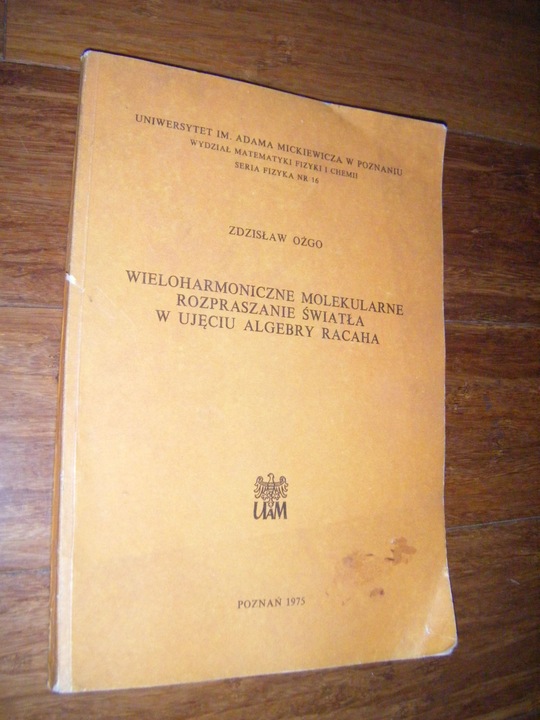 UNIWERSYTET IM. ADAMA MICKIEWICZA W POZNANIU
WYDZIAŁ MATEMATYKI FIZYKI I CHEMII
SERIA FIZYKA NR 16
ZDZISŁAW OŻGO
WIELOHARMONICZNE MOLEKULARNE
ROZPRASZANIE ŚWIATŁA
W UJĘCIU ALGEBRY RACAHA
UAM
POZNAŃ 1975